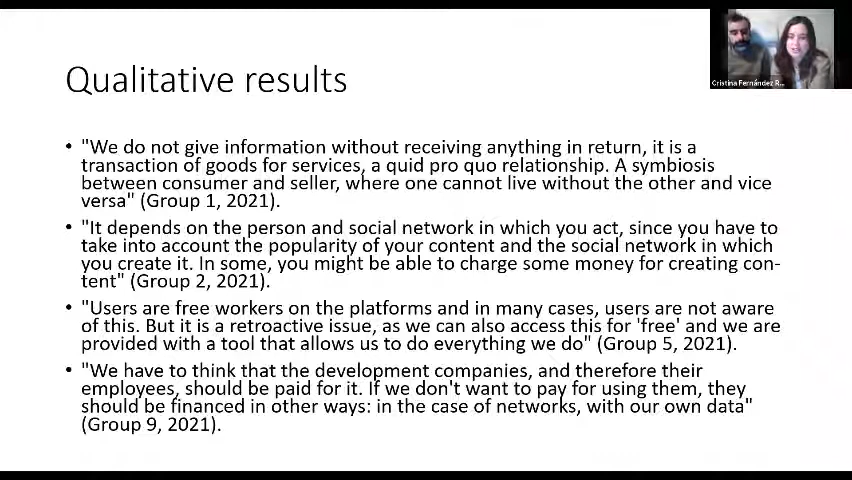 Cristina Fernández R...
Qualitative results
• "We do not give information without receiving anything in return, it is a
transaction of goods for services, a quid pro quo relationship. A symbiosis
between consumer and seller, where one cannot live without the other and vice
versa" (Group 1, 2021).
• "It depends on the person and social network in which you act, since you have to
take into account the popularity of your content and the social network in which
you create it. In some, you might be able to charge some money for creating con-
tent" (Group 2, 2021).
• "Users are free workers on the platforms and in many cases, users are not aware
of this. But it is a retroactive issue, as we can also access this for 'free' and we are
provided with a tool that allows us to do everything we do" (Group 5, 2021).
• "We have to think that the development companies, and therefore their
employees, should be paid for it. If we don't want to pay for using them, they
should be financed in other ways: in the case of networks, with our own data"
(Group 9, 2021).